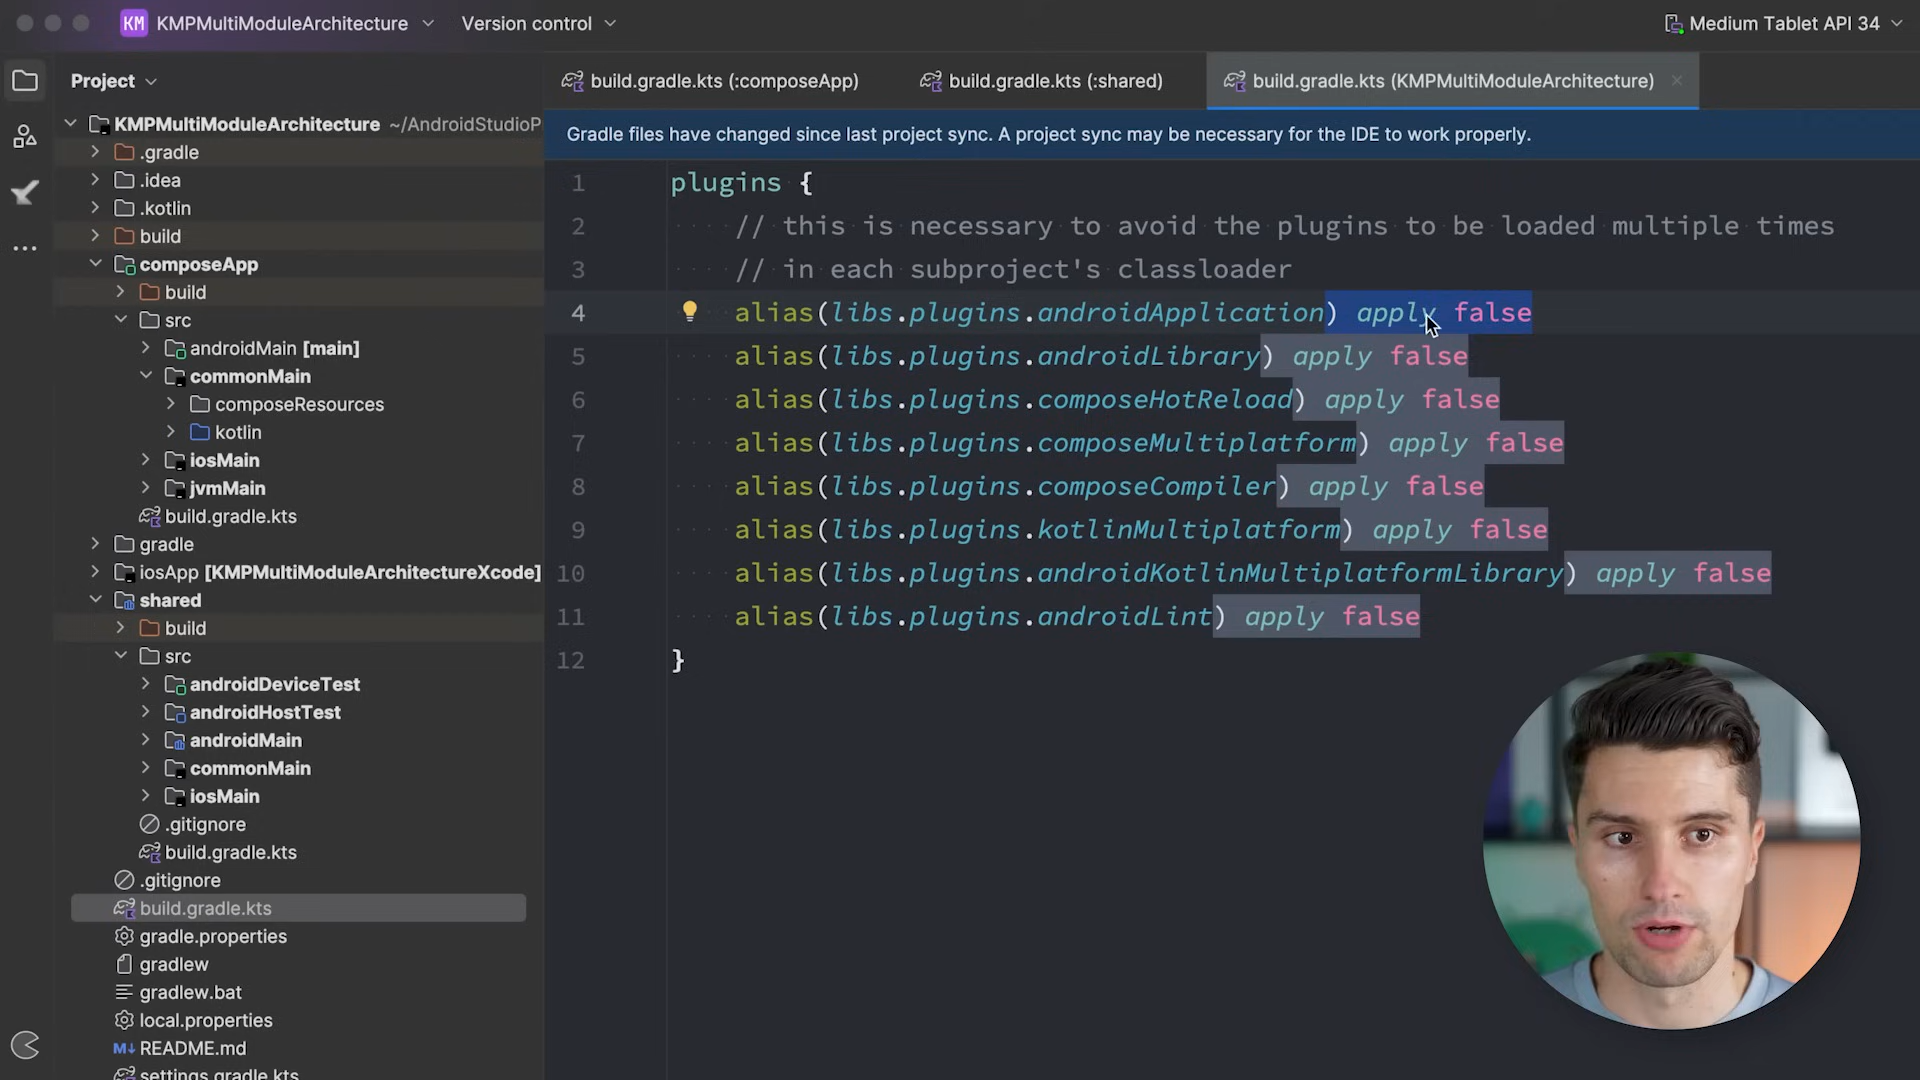 KM KMPMultiModuleArchitecture Version control Medium Tablet API 34
Project
build.gradle.kts (:composeApp) build.gradle.kts (:shared) build.gradle.kts (KMPMultiModuleArchitecture)
Gradle files have changed since last project sync. A project sync may be necessary for the IDE to work properly.
KMPMultiModuleArchitecture ~/AndroidStudioP
.gradle
.idea
.kotlin
build
composeApp
build
src
androidMain [main]
commonMain
composeResources
kotlin
iosMain
jvmMain
build.gradle.kts
gradle
iosApp [KMPMultiModuleArchitectureXcode]
shared
build
src
androidDeviceTest
androidHostTest
androidMain
commonMain
iosMain
.gitignore
build.gradle.kts
.gitignore
build.gradle.kts
gradle.properties
gradlew
gradlew.bat
local.properties
M↓ README.md
settings.gradle.kts
1 plugins {
2 // this is necessary to avoid the plugins to be loaded multiple times
3 // in each subproject's classloader
4 alias(libs.plugins.androidApplication) apply false
5 alias(libs.plugins.androidLibrary) apply false
6 alias(libs.plugins.composeHotReload) apply false
7 alias(libs.plugins.composeMultiplatform) apply false
8 alias(libs.plugins.composeCompiler) apply false
9 alias(libs.plugins.kotlinMultiplatform) apply false
10 alias(libs.plugins.androidKotlinMultiplatformLibrary) apply false
11 alias(libs.plugins.androidLint) apply false
12 }